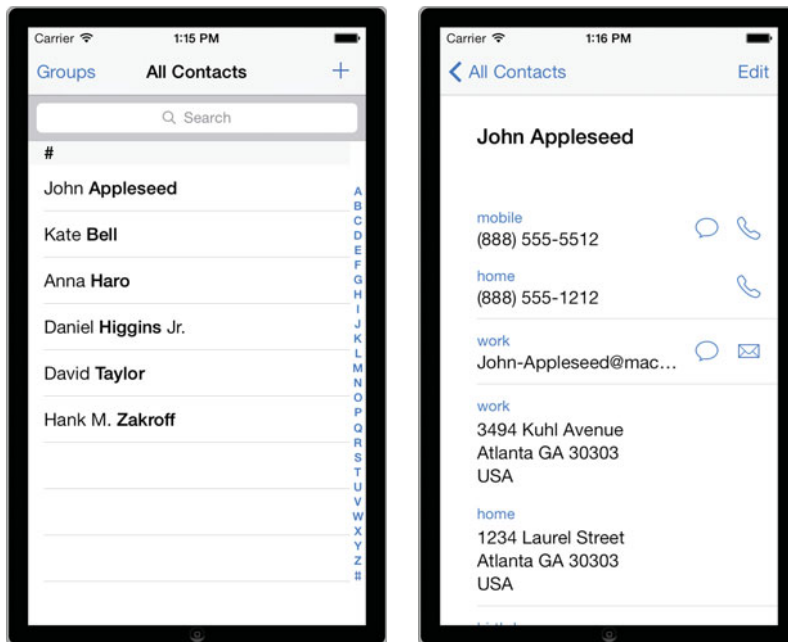 Carrier 1:15 PM
Groups All Contacts +
Search
#
John Appleseed
Kate Bell
Anna Haro
Daniel Higgins Jr.
David Taylor
Hank M. Zakroff
A
B
C
D
E
F
G
H
I
J
K
L
M
N
O
P
Q
R
S
T
U
V
W
X
Y
Z
#
Carrier 1:16 PM
All Contacts Edit
John Appleseed
mobile
(888) 555-5512
home
(888) 555-1212
work
John-Appleseed@mac...
work
3494 Kuhl Avenue
Atlanta GA 30303
USA
home
1234 Laurel Street
Atlanta GA 30303
USA